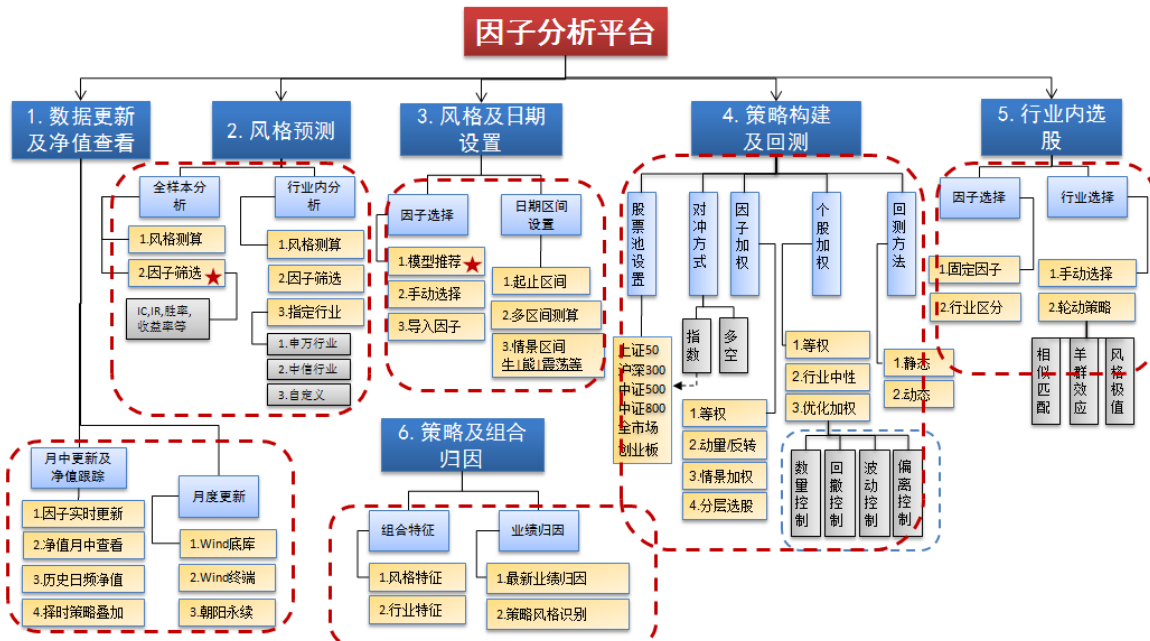 因子分析平台
1. 数据更新
及净值查看
2. 风格预测
3. 风格及日期
设置
4. 策略构建
及回测
5. 行业内选
股
全样本分
析
1.风格测算
2.因子筛选
IC,IR,胜率,
收益率等
行业内分
析
1.风格测算
2.因子筛选
3.指定行业
1.申万行业
2.中信行业
3.自定义
因子选择
1.模型推荐
2.手动选择
3.导入因子
日期区间
设置
1.起止区间
2.多区间测算
3.情景区间
牛|熊|震荡等
股票池设置
上证50
沪深300
中证500
中证800
全市场
创业板
对冲方式
指数
多空
因子加权
1.等权
2.动量/反转
3.情景加权
4.分层选股
个股加权
1.等权
2.行业中性
3.优化加权
数量控制
回撤控制
波动控制
偏离控制
回测方法
1.静态
2.动态
因子选择
1.固定因子
2.行业区分
行业选择
1.手动选择
2.轮动策略
相似匹配
羊群效应
风格极值
月中更新及
净值跟踪
1.因子实时更新
2.净值月中查看
3.历史日频净值
4.择时策略叠加
月度更新
1.Wind底库
2.Wind终端
3.朝阳永续
6. 策略及组合
归因
组合特征
1.风格特征
2.行业特征
业绩归因
1.最新业绩归因
2.策略风格识别